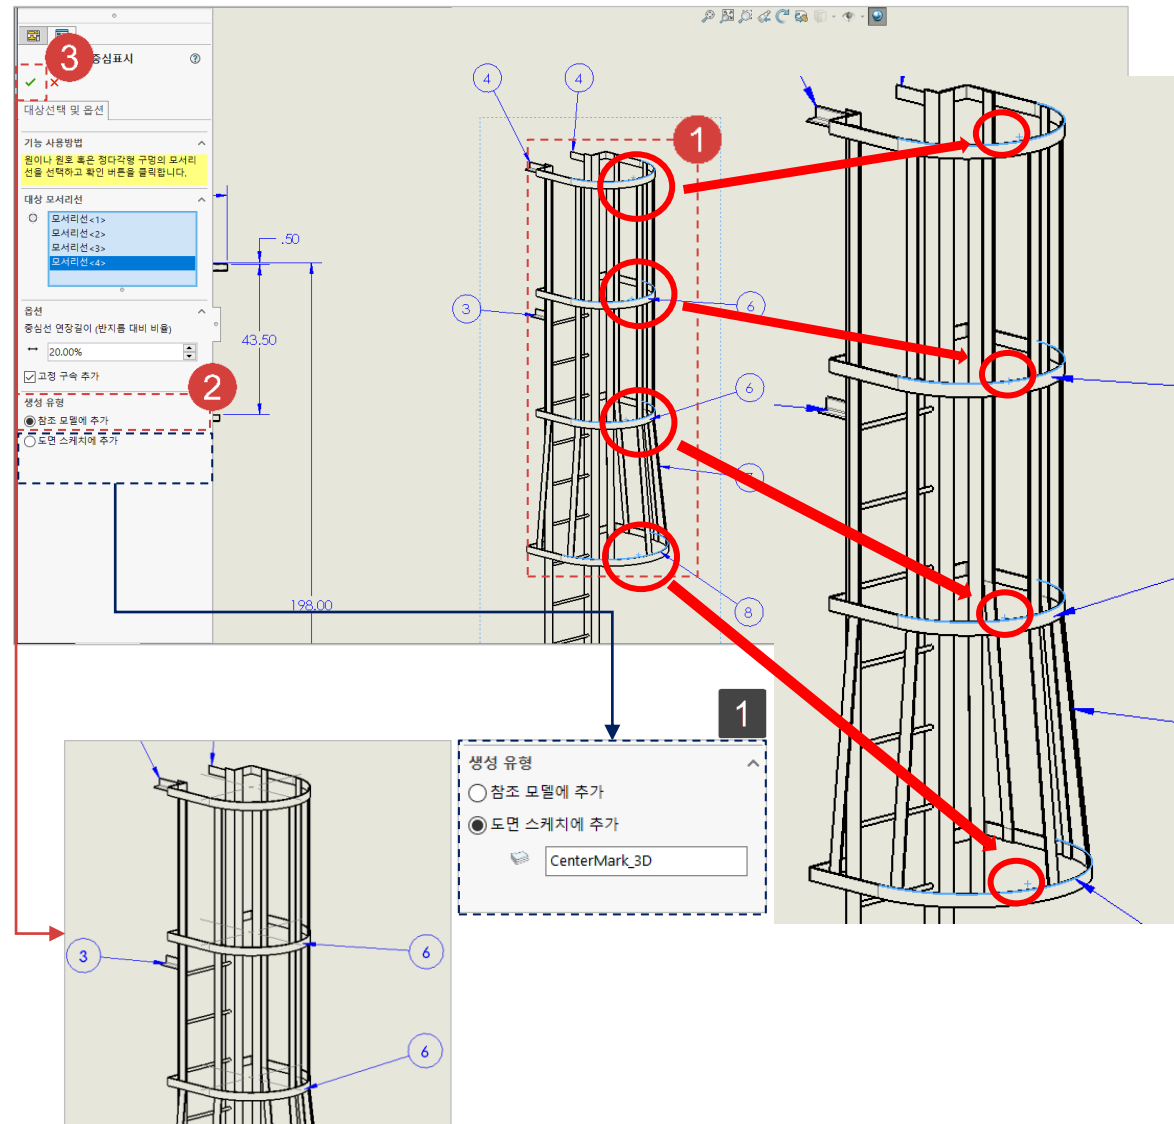 3
중심표시
대상선택 및 옵션
기능 사용방법
원이나 원호 혹은 정다각형 구멍의 모서리
선을 선택하고 확인 버튼을 클릭합니다.
대상 모서리선
모서리선<1>
모서리선<2>
모서리선<3>
모서리선<4>
옵션
중심선 연장길이 (반지름 대비 비율)
20.00%
고정 구속 추가
2
생성 유형
참조 모델에 추가
도면 스케치에 추가
.50
43.50
198.00
4
4
1
3
6
6
7
8
1
생성 유형
참조 모델에 추가
도면 스케치에 추가
CenterMark_3D
3
6
6